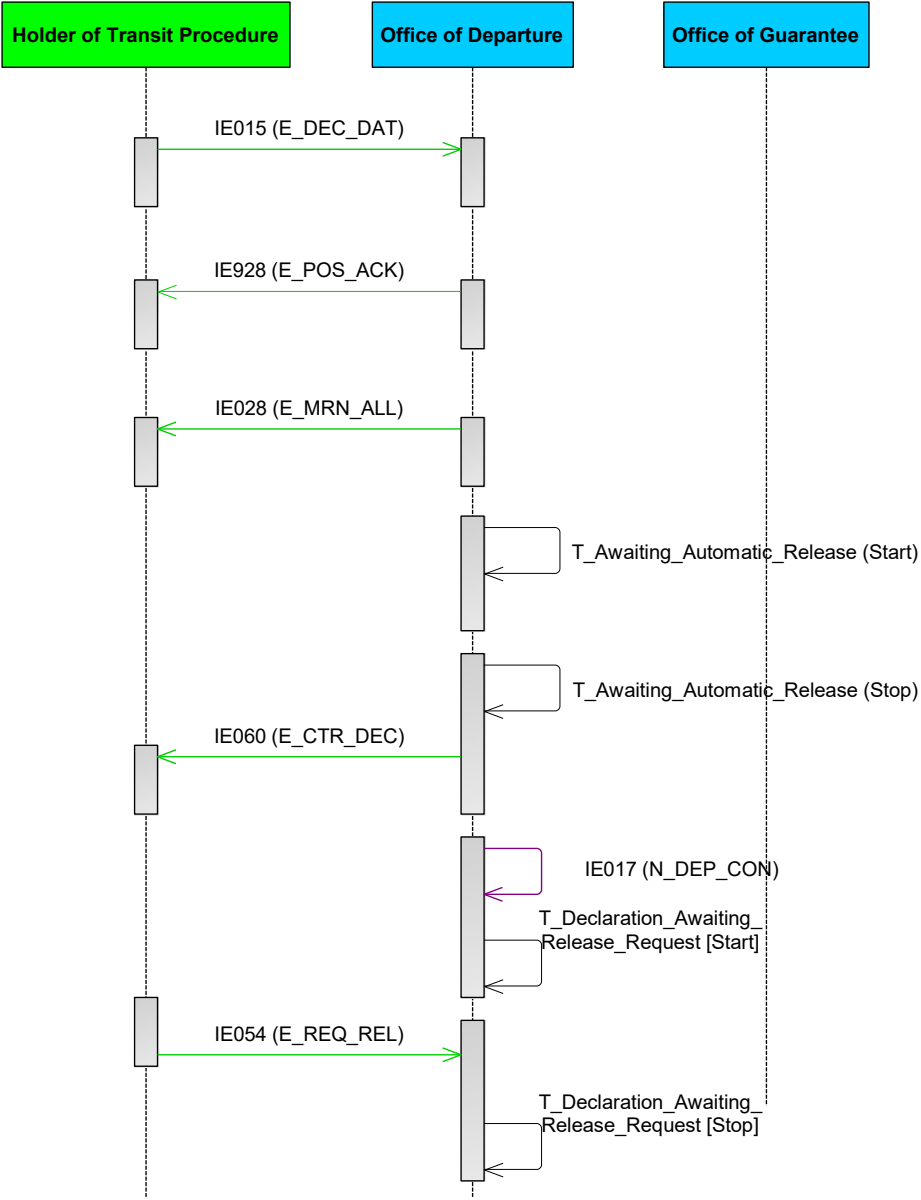 Holder of Transit Procedure
Office of Departure
Office of Guarantee
IE015 (E_DEC_DAT)
IE928 (E_POS_ACK)
IE028 (E_MRN_ALL)
T_Awaiting_Automatic_Release (Start)
T_Awaiting_Automatic_Release (Stop)
IE060 (E_CTR_DEC)
IE017 (N_DEP_CON)
T_Declaration_Awaiting_
Release_Request [Start]
IE054 (E_REQ_REL)
T_Declaration_Awaiting_
Release_Request [Stop]